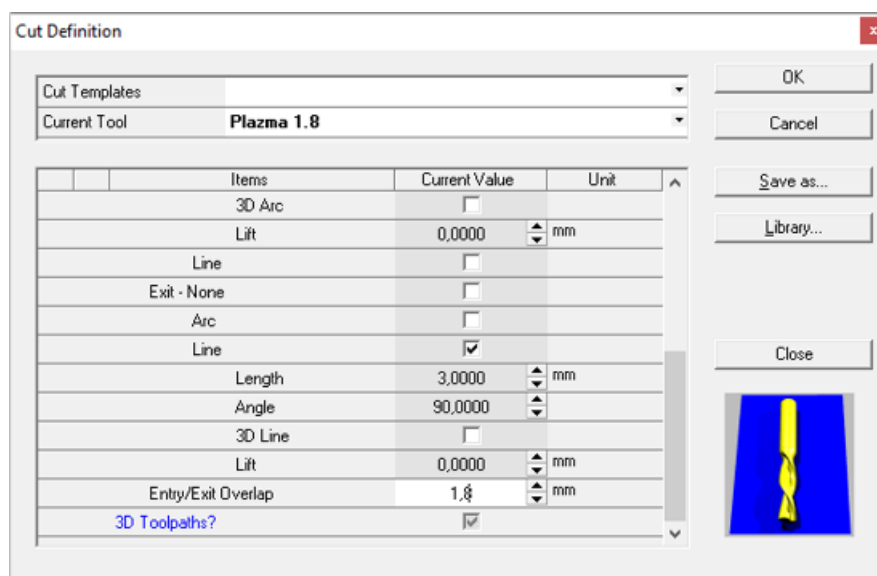 Cut Definition
x
Cut Templates
Current Tool Plazma 1.8
OK
Cancel
Save as...
Library...
Close
Items Current Value Unit
3D Arc
Lift 0,0000 mm
Line
Exit - None
Arc
Line
Length 3,0000 mm
Angle 90,0000
3D Line
Lift 0,0000 mm
Entry/Exit Overlap 1,8 mm
3D Toolpaths?